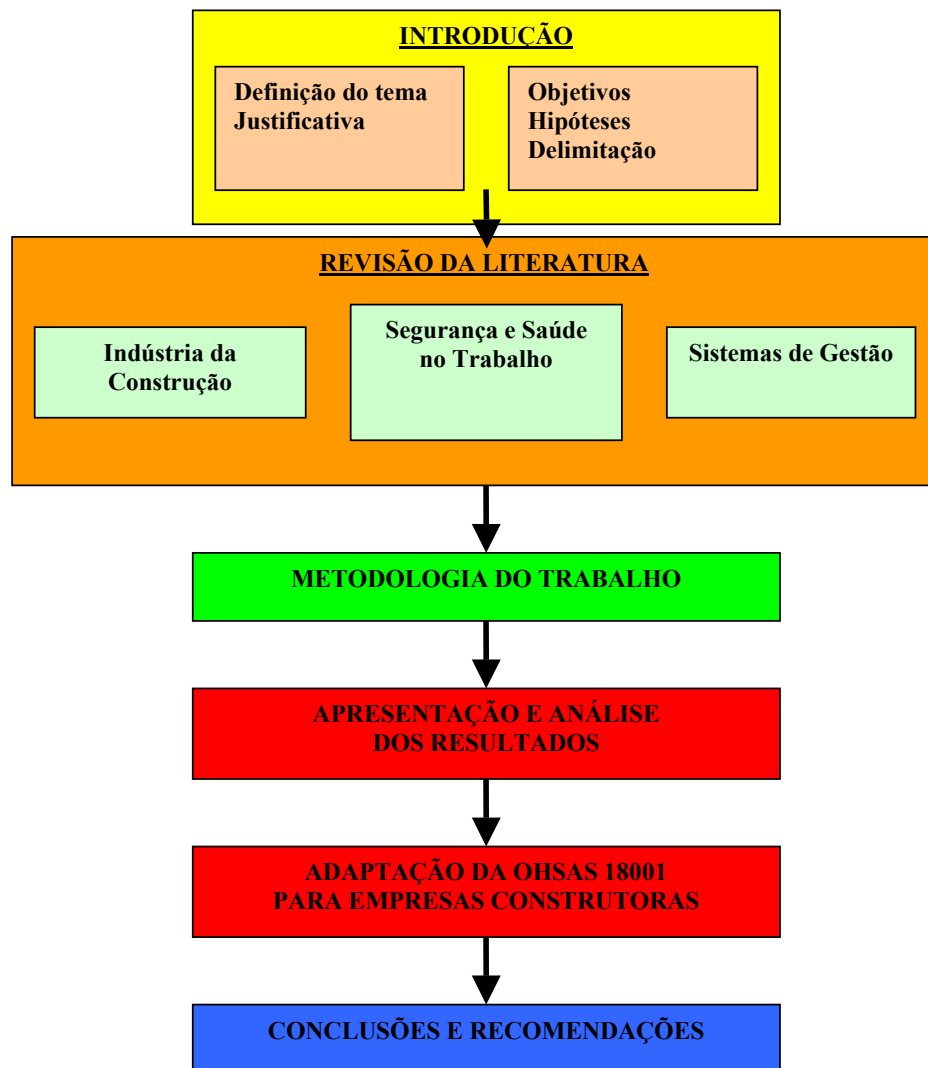 INTRODUÇÃO
Definição do tema
Justificativa
Objetivos
Hipóteses
Delimitação
REVISÃO DA LITERATURA
Indústria da
Construção
Segurança e Saúde
no Trabalho
Sistemas de Gestão
METODOLOGIA DO TRABALHO
APRESENTAÇÃO E ANÁLISE
DOS RESULTADOS
ADAPTAÇÃO DA OHSAS 18001
PARA EMPRESAS CONSTRUTORAS
CONCLUSÕES E RECOMENDAÇÕES